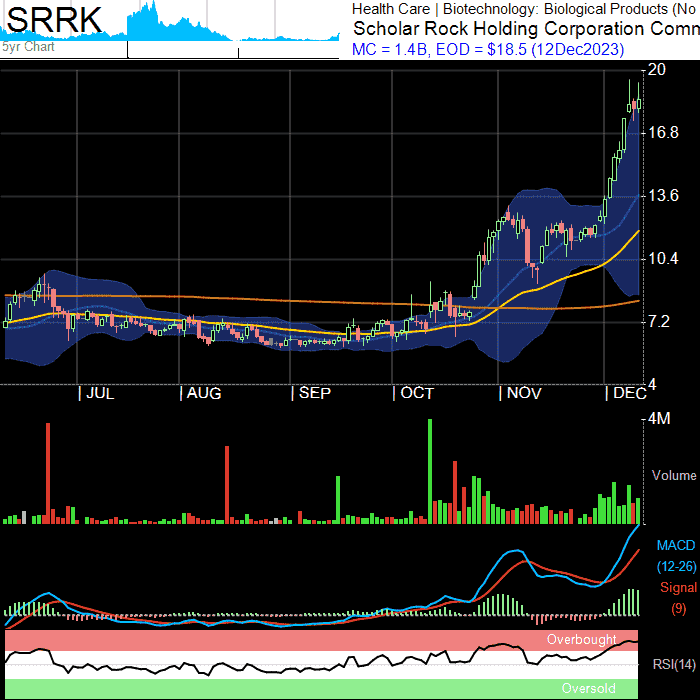 SRRK
5yr Chart
Health Care | Biotechnology: Biological Products (No
Scholar Rock Holding Corporation Comm
MC = 1.4B, EOD = $18.5 (12Dec2023)
20
16.8
13.6
10.4
7.2
4
| JUL | AUG | SEP | OCT | NOV | DEC
4M
Volume
MACD
(12-26)
Signal
(9)
Overbought
RSI(14)
Oversold